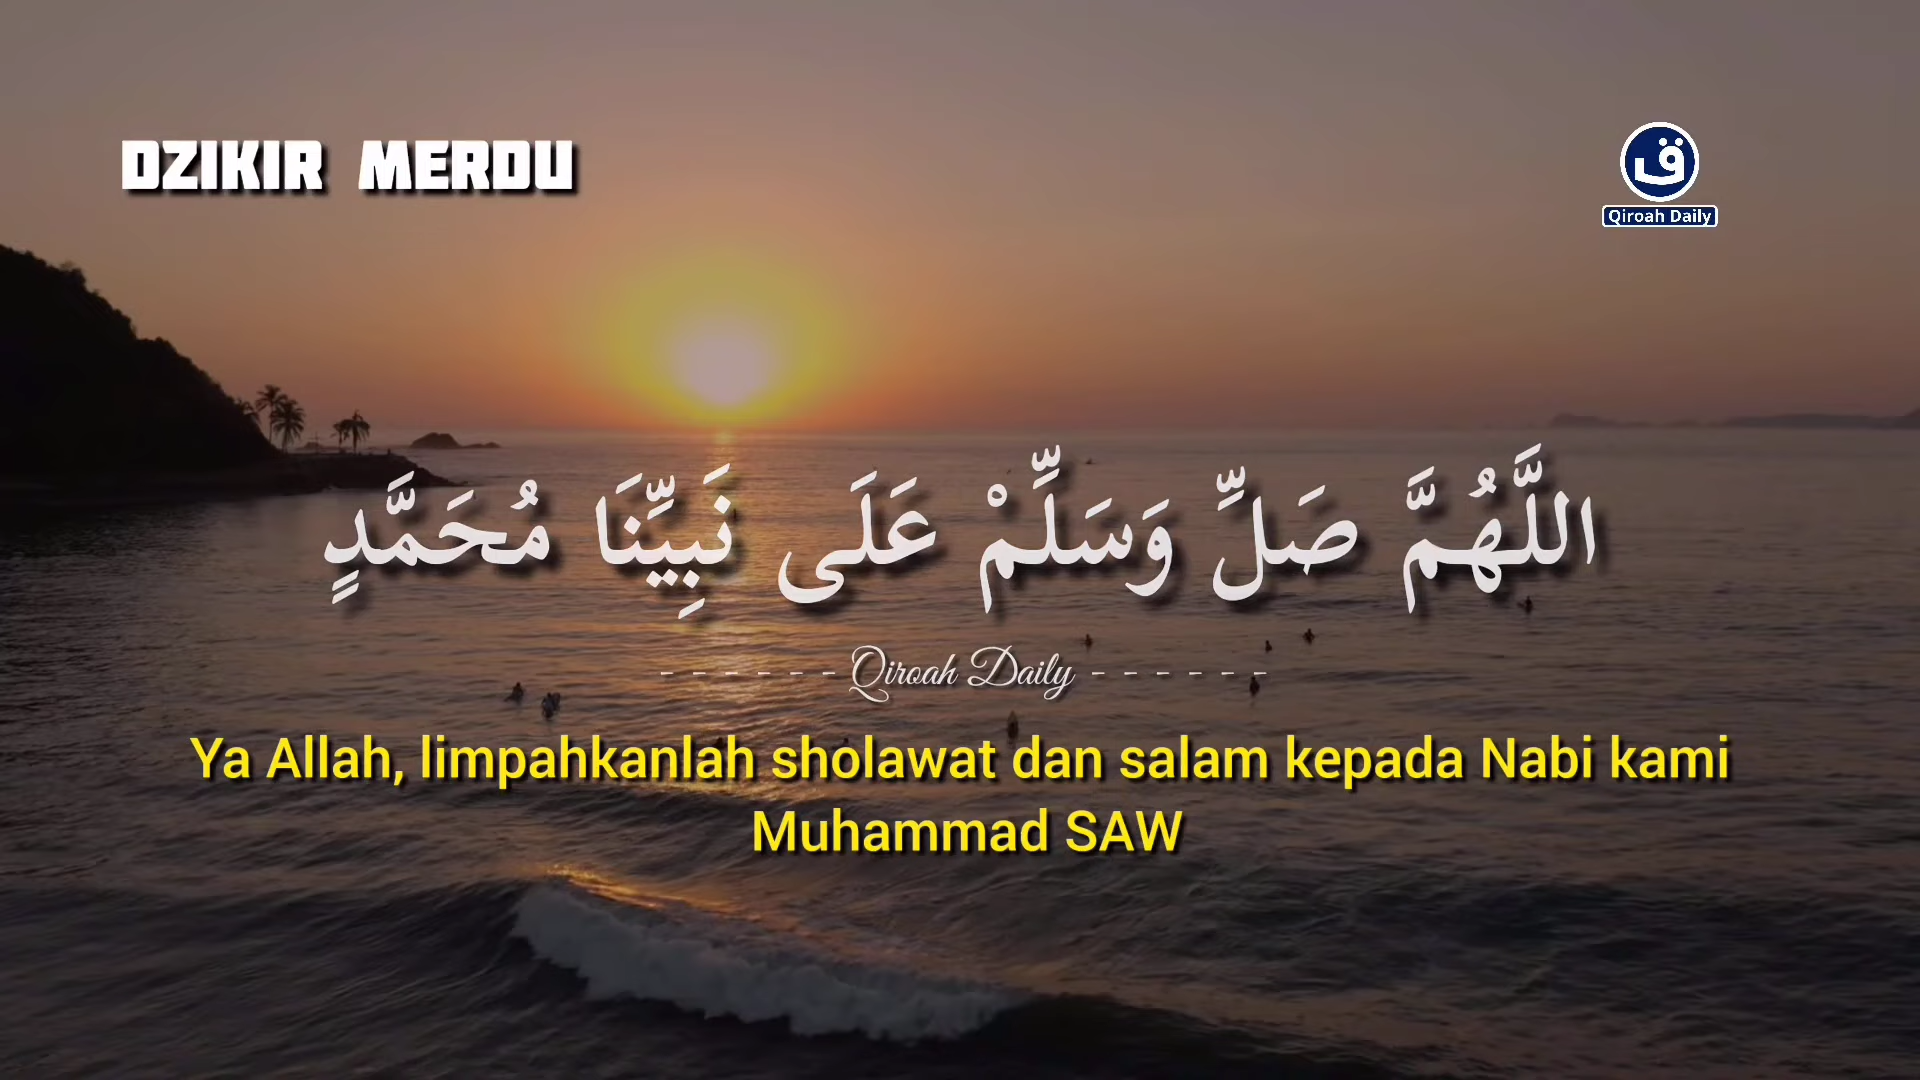 DZIKIR MERDU
ق
Qiroah Daily
اللَّهُمَّ صَلِّ وَسَلِّمْ عَلَى نَبِيِّنَا مُحَمَّدٍ
- - - - - - Qiroah Daily - - - - - -
Ya Allah, limpahkanlah sholawat dan salam kepada Nabi kami
Muhammad SAW